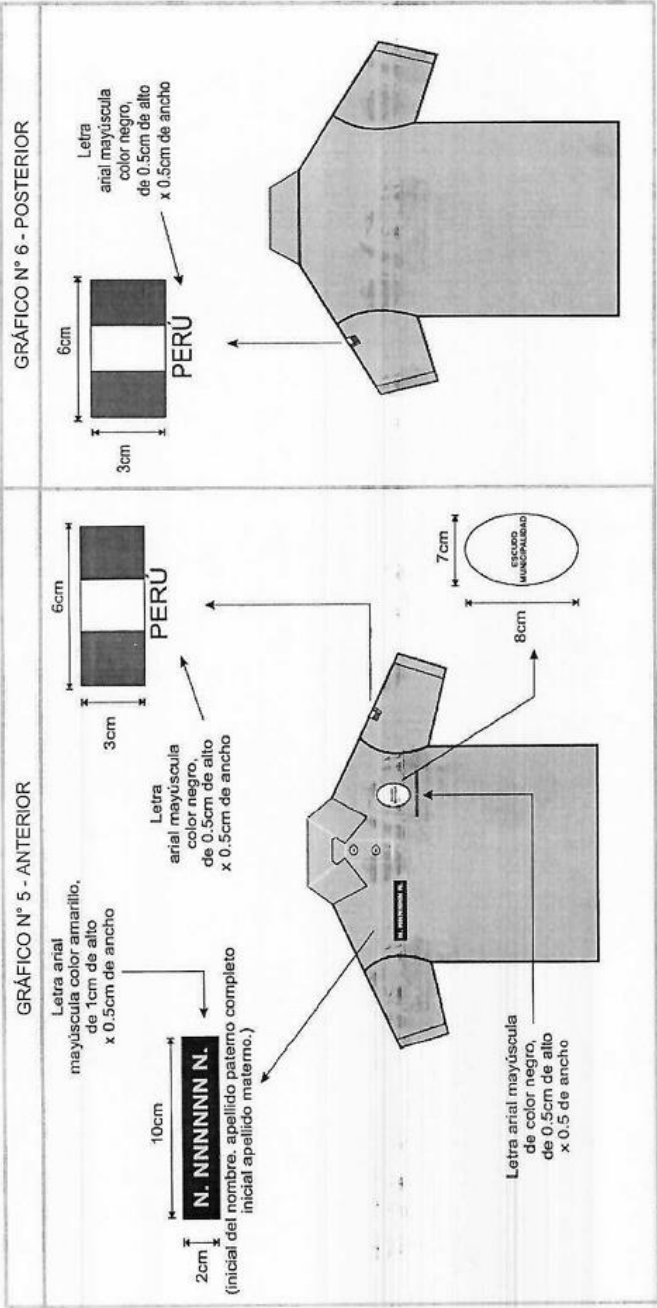 GRÁFICO N° 5 - ANTERIOR
Letra arial
mayúscula color amarillo,
de 1cm de alto
x 0.5cm de ancho
10cm
2cm
N. NNNNNN N.
(inicial del nombre. apellido paterno completo
inicial apellido materno.)
Letra
arial mayúscula
color negro,
de 0.5cm de alto
x 0.5cm de ancho
6cm
3cm
PERÚ
N. NNNNNN N.
7cm
8cm
ESCUDO
MUNICIPALIDAD
Letra arial mayúscula
de color negro,
de 0.5cm de alto
x 0.5 de ancho
GRÁFICO N° 6 - POSTERIOR
6cm
3cm
PERÚ
Letra
arial mayúscula
color negro,
de 0.5cm de alto
x 0.5cm de ancho